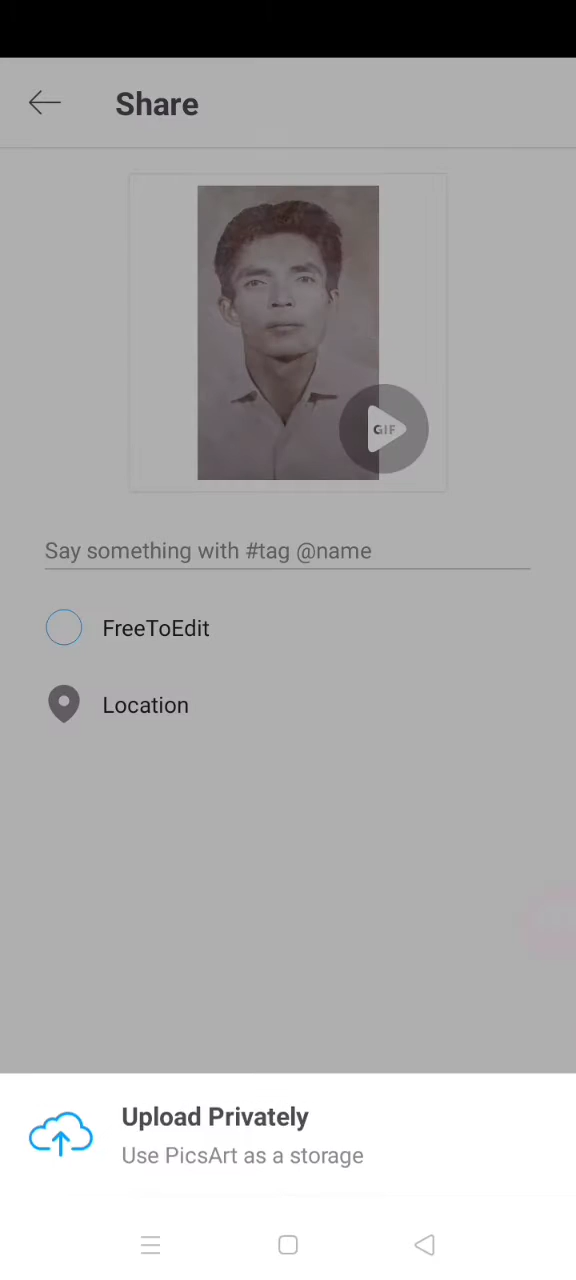 Share
GIF
Say something with #tag @name
FreeToEdit
Location
Upload Privately
Use PicsArt as a storage